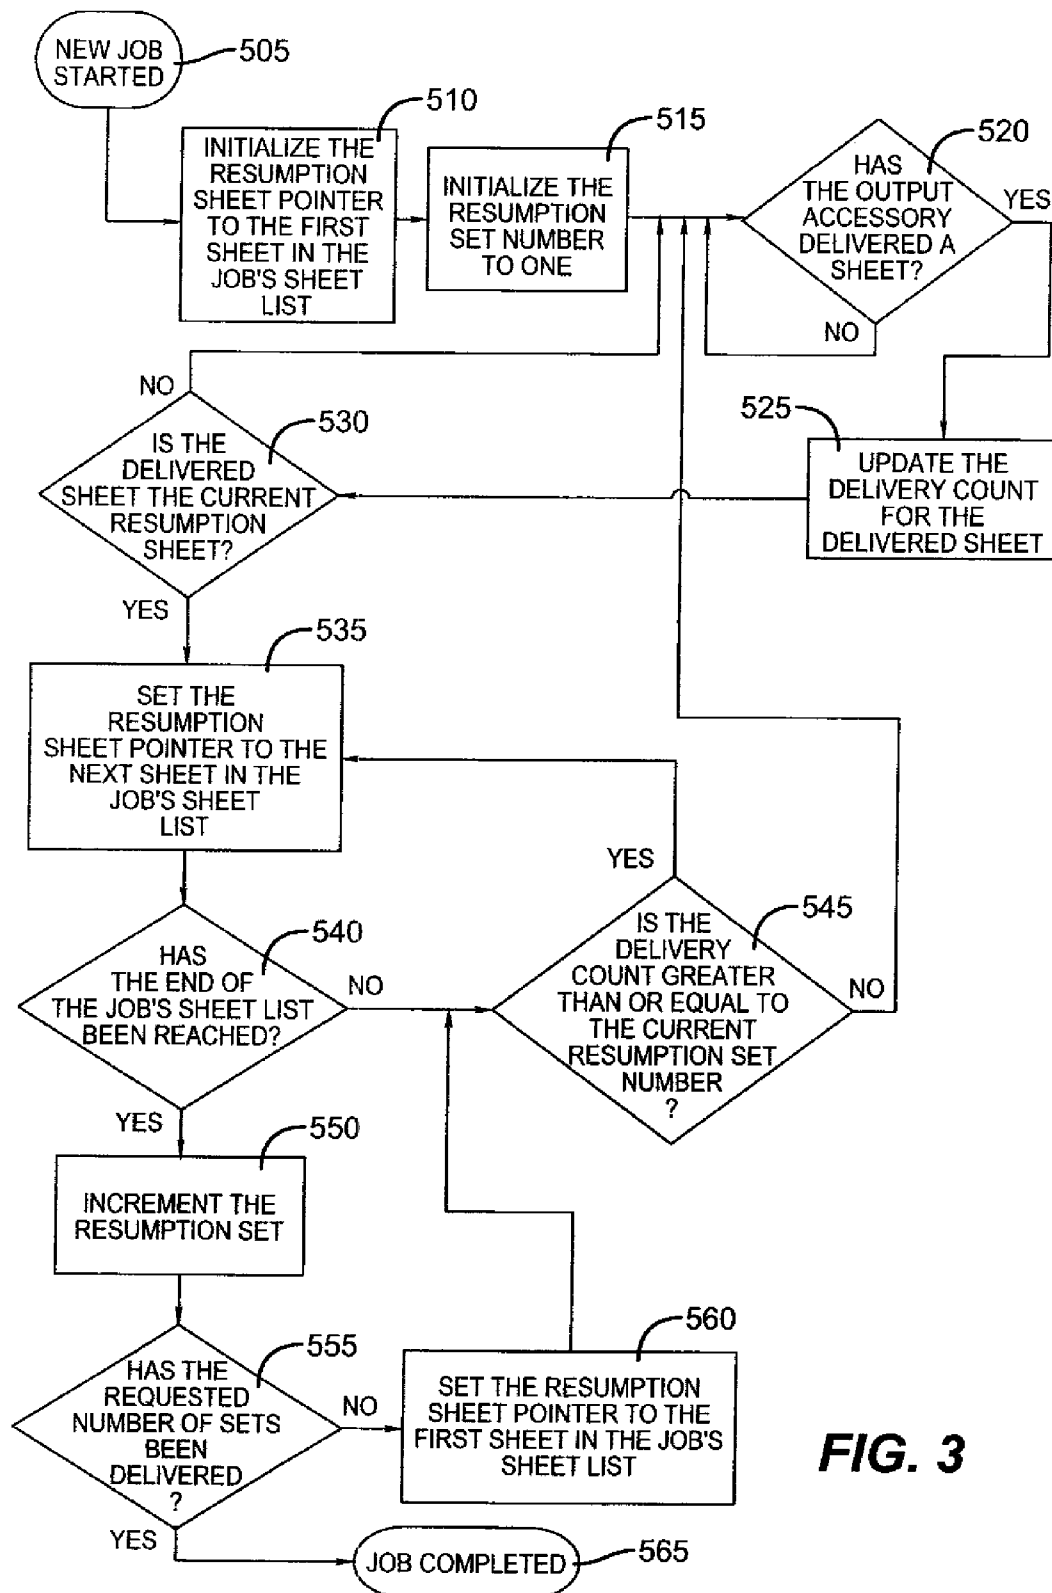 NEW JOB
STARTED
505
510
INITIALIZE THE
RESUMPTION
SHEET POINTER
TO THE FIRST
SHEET IN THE
JOB'S SHEET
LIST
515
INITIALIZE THE
RESUMPTION
SET NUMBER
TO ONE
520
HAS
THE OUTPUT
ACCESSORY
DELIVERED A
SHEET?
YES
NO
525
UPDATE THE
DELIVERY COUNT
FOR THE
DELIVERED SHEET
NO
530
IS THE
DELIVERED
SHEET THE CURRENT
RESUMPTION
SHEET?
YES
535
SET THE
RESUMPTION
SHEET POINTER TO THE
NEXT SHEET IN THE
JOB'S SHEET
LIST
540
HAS
THE END OF
THE JOB'S SHEET LIST
BEEN REACHED?
NO
YES
545
IS THE
DELIVERY
COUNT GREATER
THAN OR EQUAL TO
THE CURRENT
RESUMPTION SET
NUMBER
?
NO
YES
550
INCREMENT THE
RESUMPTION SET
555
HAS THE
REQUESTED
NUMBER OF SETS
BEEN
DELIVERED
?
NO
560
SET THE RESUMPTION
SHEET POINTER TO THE
FIRST SHEET IN THE JOB'S
SHEET LIST
YES
JOB COMPLETED
565
FIG. 3